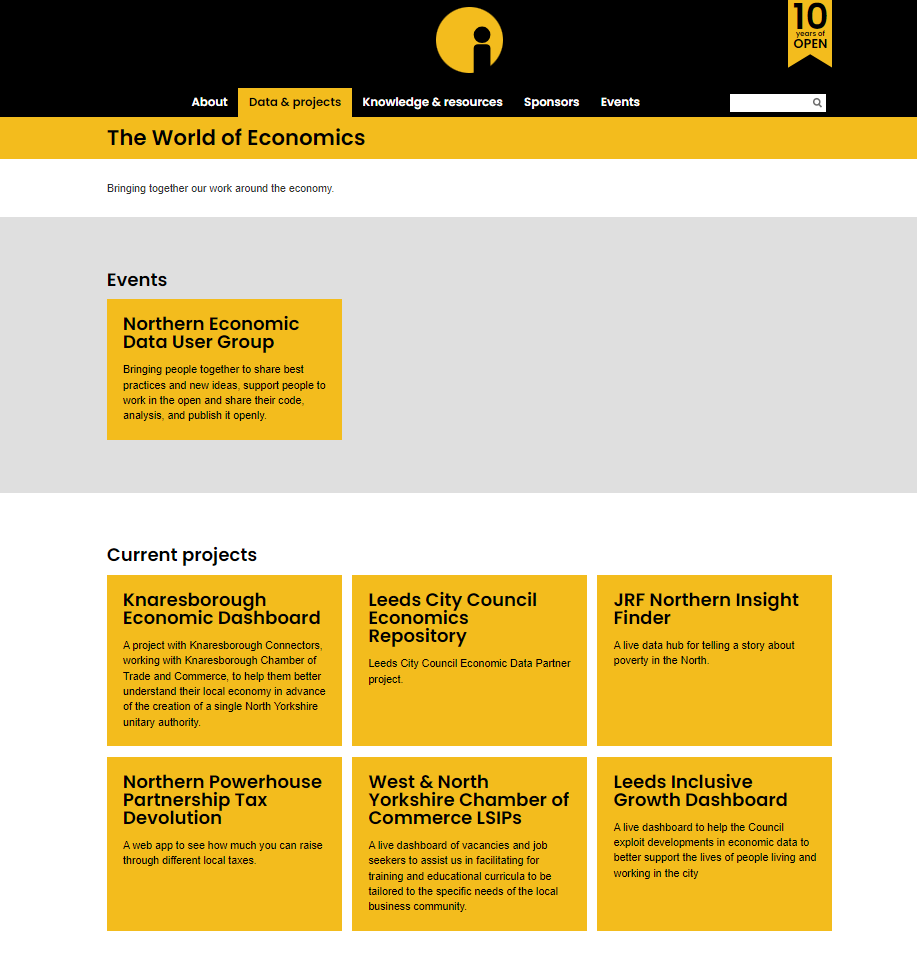 10
years of
OPEN
About
Data & projects
Knowledge & resources
Sponsors
Events
The World of Economics
Bringing together our work around the economy.
Events
Northern Economic
Data User Group
Bringing people together to share best
practices and new ideas, support people to
work in the open and share their code,
analysis, and publish it openly.
Current projects
Knaresborough
Economic Dashboard
A project with Knaresborough Connectors,
working with Knaresborough Chamber of
Trade and Commerce, to help them better
understand their local economy in advance
of the creation of a single North Yorkshire
unitary authority.
Leeds City Council
Economics
Repository
Leeds City Council Economic Data Partner
project.
JRF Northern Insight
Finder
A live data hub for telling a story about
poverty in the North.
Northern Powerhouse
Partnership Tax
Devolution
A web app to see how much you can raise
through different local taxes.
West & North
Yorkshire Chamber of
Commerce LSIPs
A live dashboard of vacancies and job
seekers to assist us in facilitating for
training and educational curricula to be
tailored to the specific needs of the local
business community.
Leeds Inclusive
Growth Dashboard
A live dashboard to help the Council
exploit developments in economic data to
better support the lives of people living and
working in the city